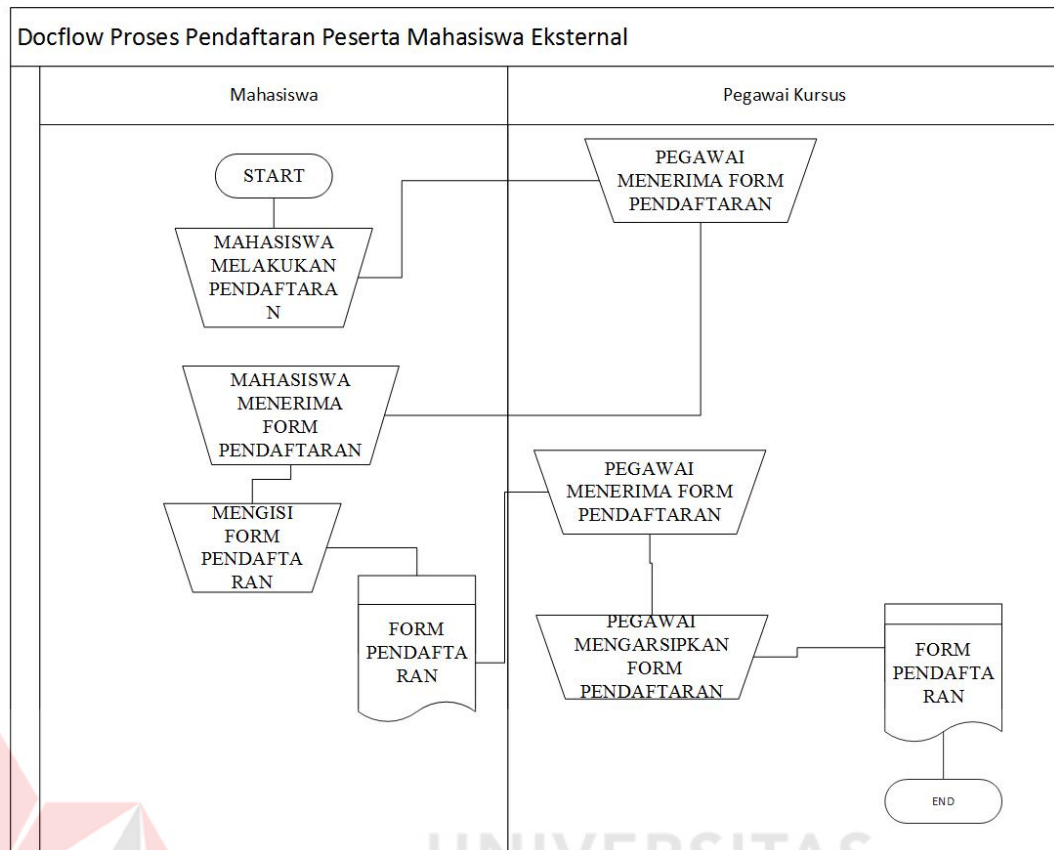 Docflow Proses Pendaftaran Peserta Mahasiswa Eksternal
Mahasiswa
Pegawai Kursus
START
PEGAWAI
MENERIMA FORM
PENDAFTARAN
MAHASISWA
MELAKUKAN
PENDAFTARA
N
MAHASISWA
MENERIMA
FORM
PENDAFTARAN
PEGAWAI
MENERIMA FORM
PENDAFTARAN
MENGISI
FORM
PENDAFTA
RAN
FORM
PENDAFTA
RAN
PEGAWAI
MENGARSIPKAN
FORM
PENDAFTARAN
FORM
PENDAFTA
RAN
END
UNIVERSITAS